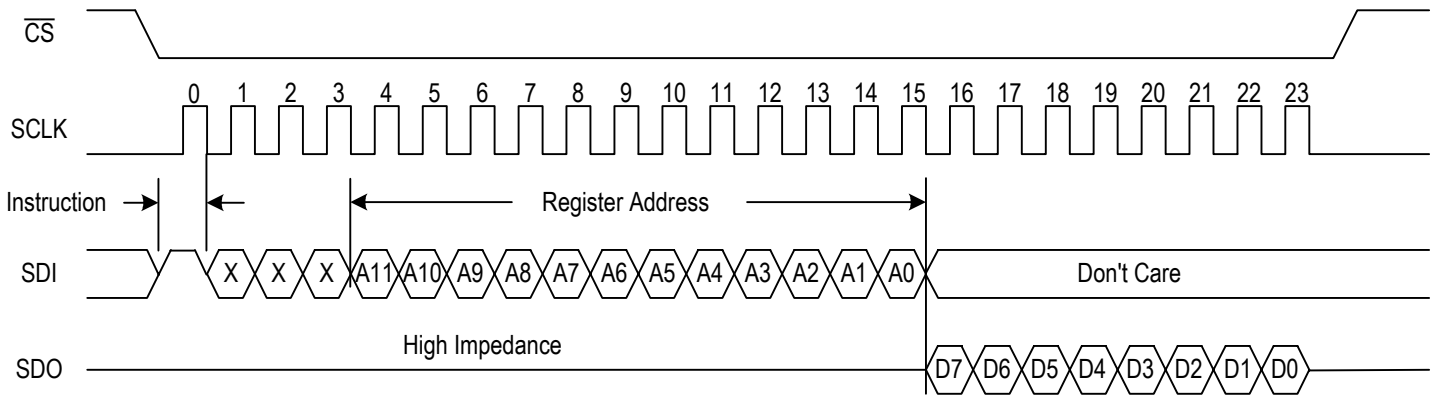 CS
0 1 2 3 4 5 6 7 8 9 10 11 12 13 14 15 16 17 18 19 20 21 22 23
SCLK
Instruction Register Address
SDI X X X A11 A10 A9 A8 A7 A6 A5 A4 A3 A2 A1 A0 Don't Care
High Impedance
SDO D7 D6 D5 D4 D3 D2 D1 D0